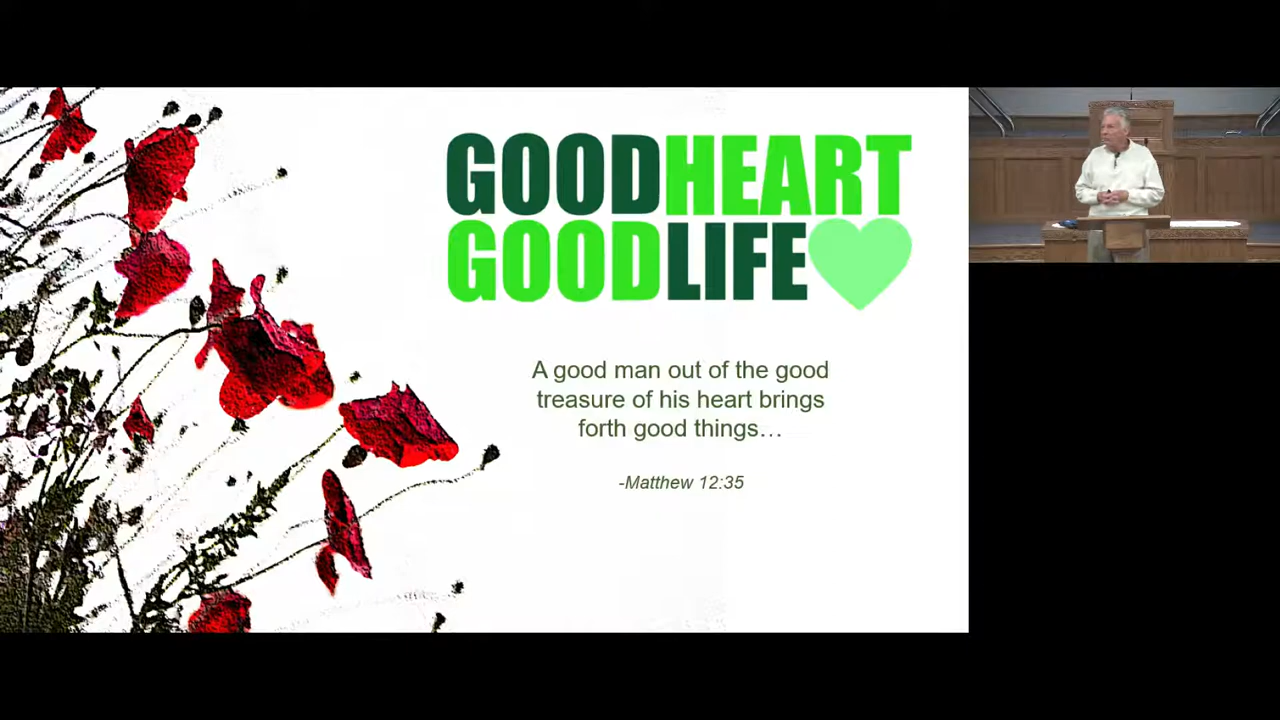 GOODHEART
GOODLIFE
A good man out of the good
treasure of his heart brings
forth good things…
-Matthew 12:35